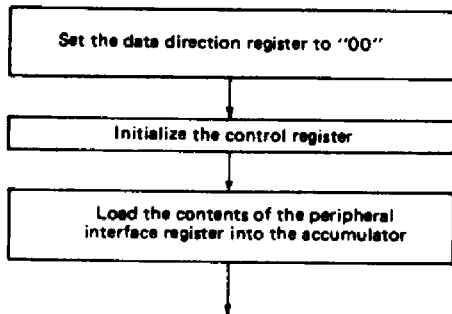 Set the data direction register to "00"
Initialize the control register
Load the contents of the peripheral
interface register into the accumulator